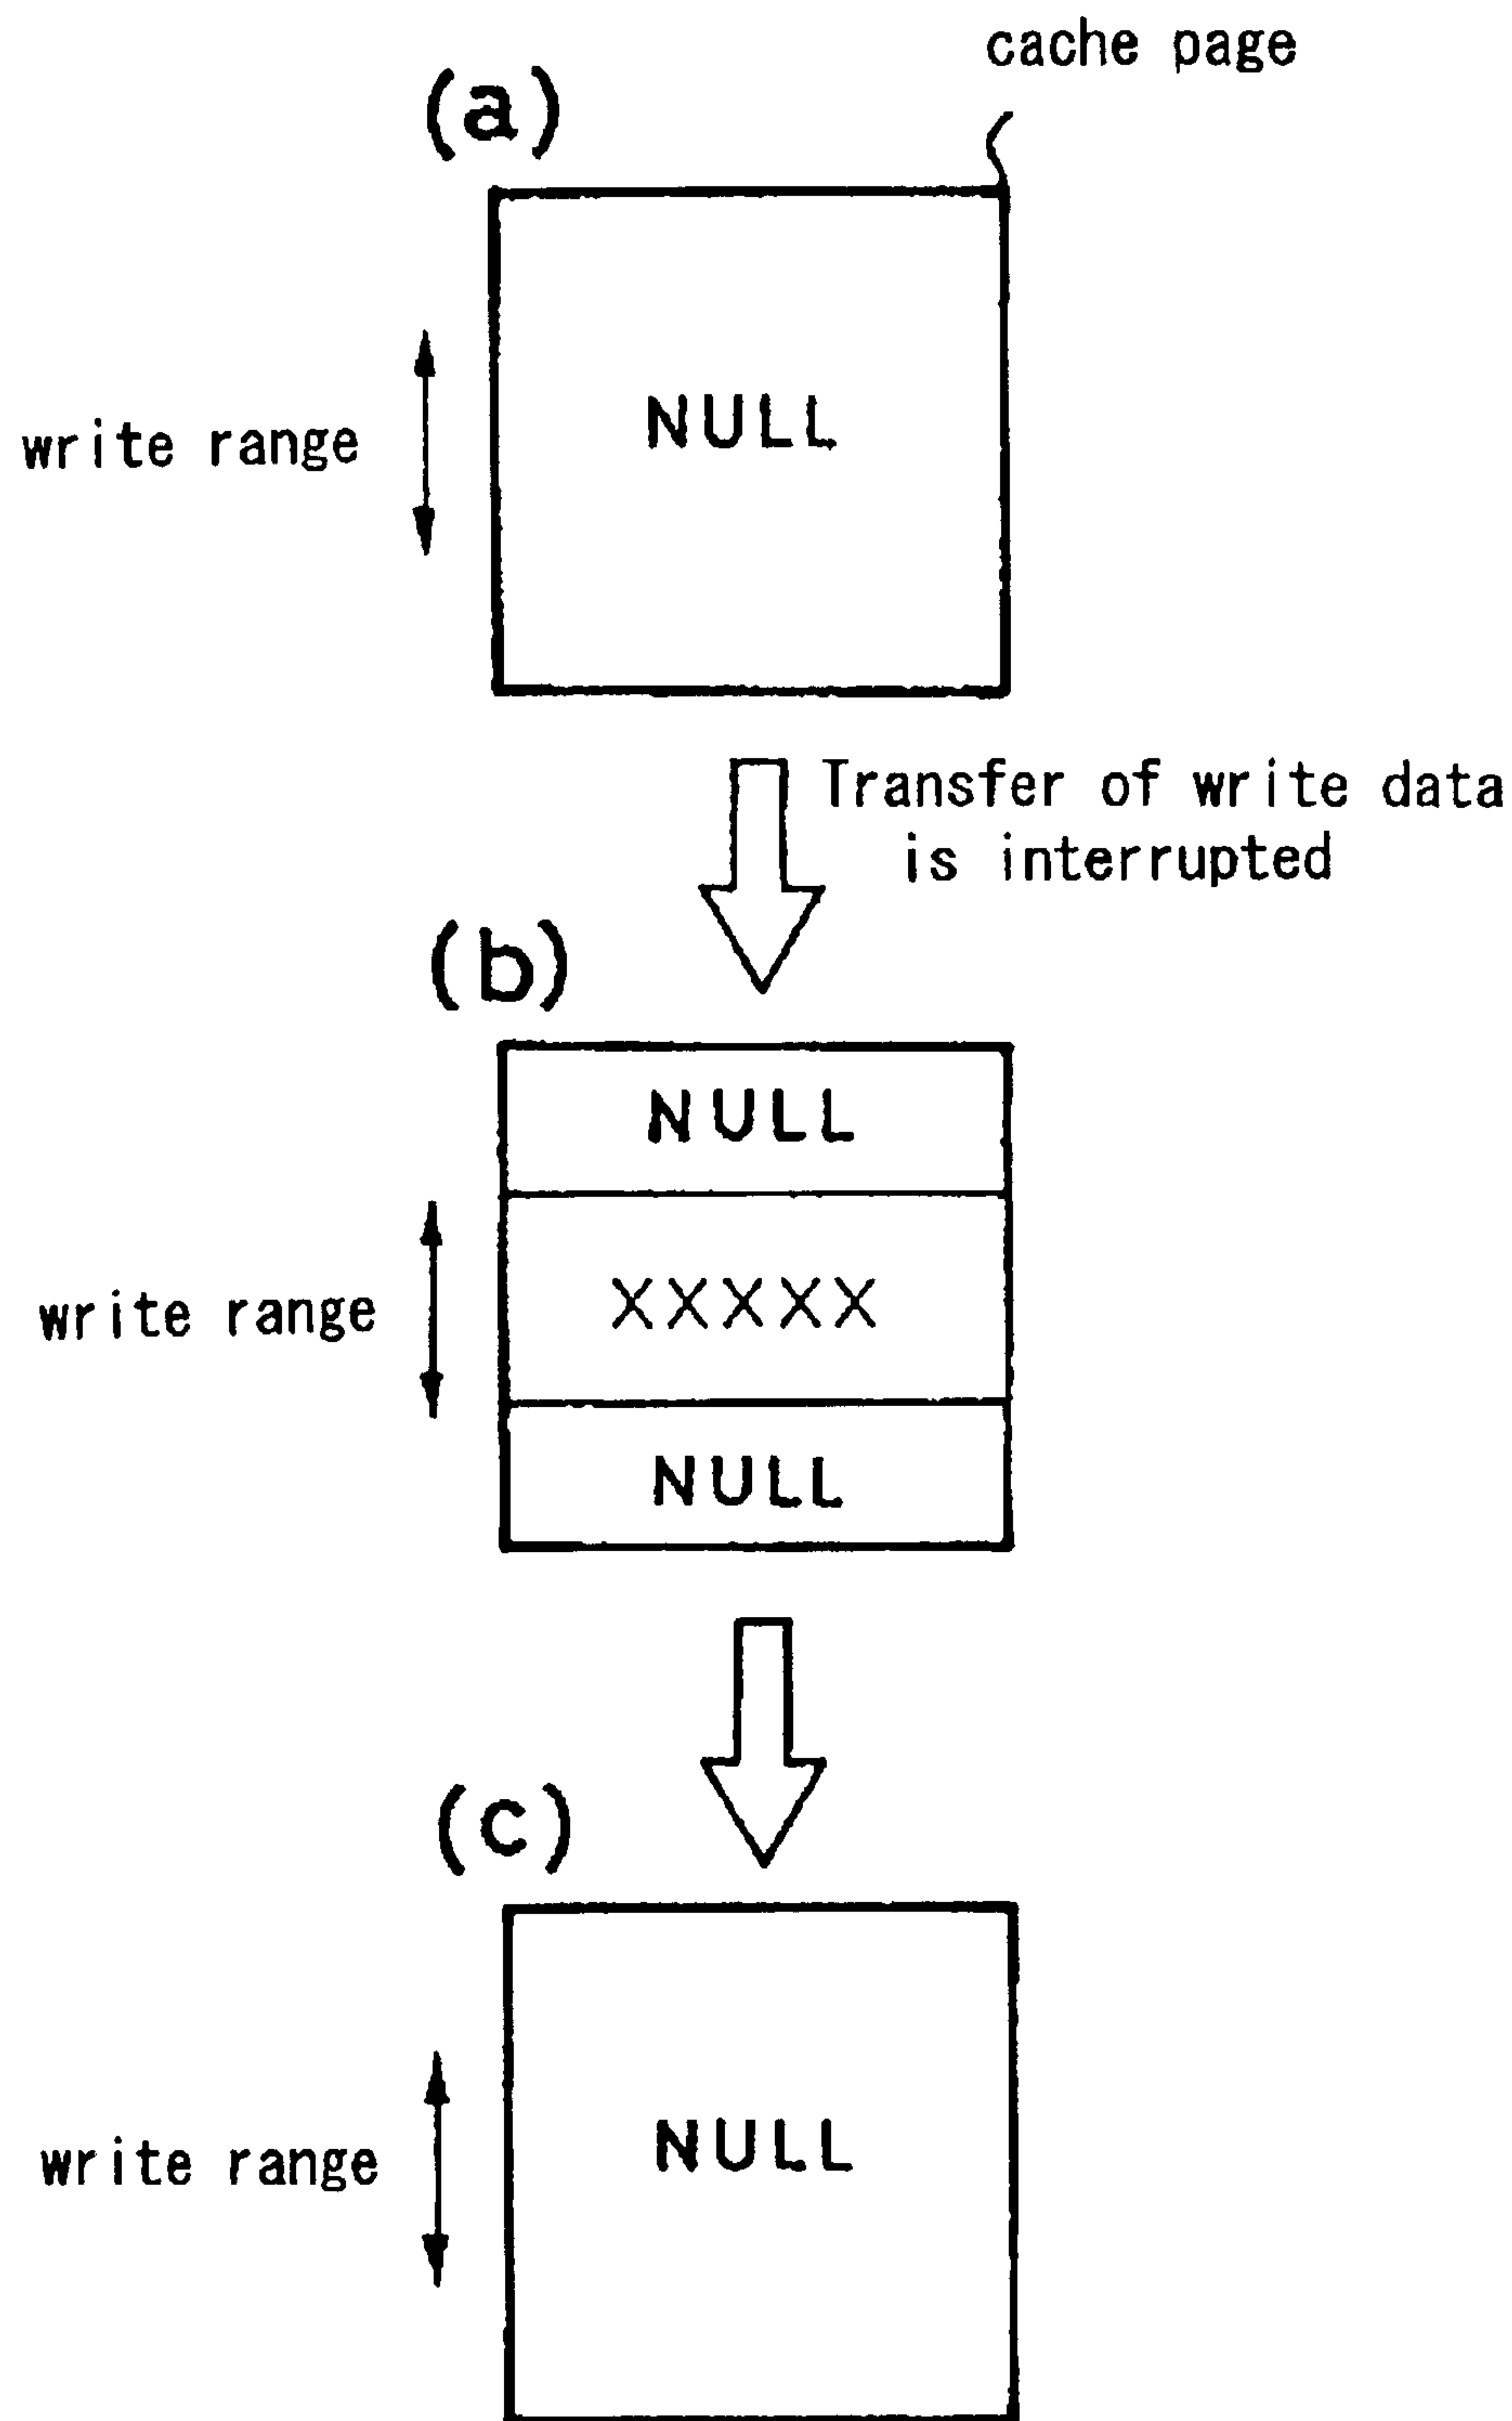 cache page
(a)
NULL
write range
Transfer of write data
is interrupted
(b)
NULL
XXXXX
write range
NULL
(c)
NULL
write range